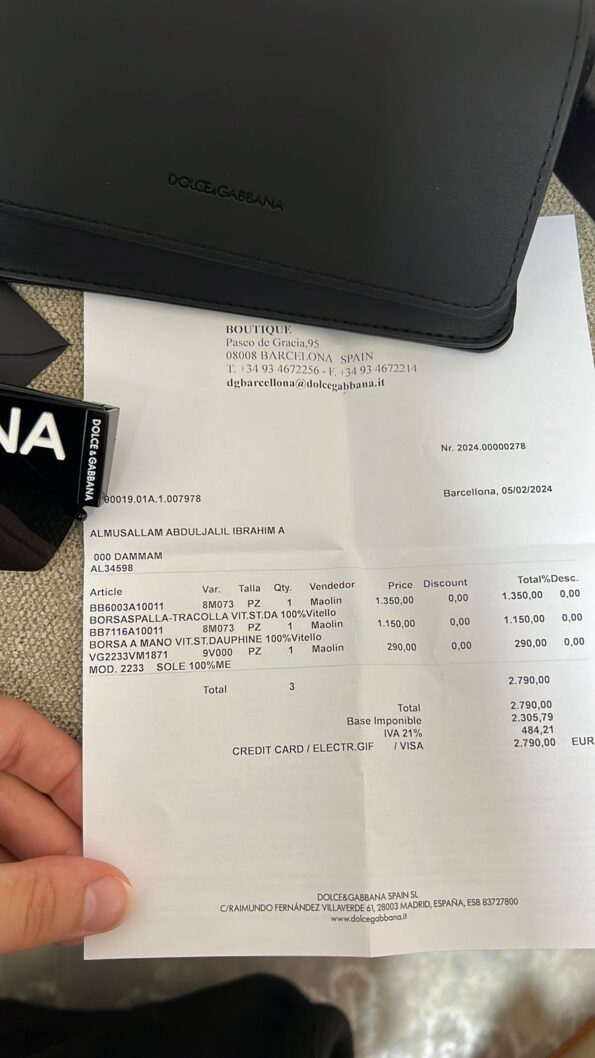 DOLCE&GABBANA
BOUTIQUE
Paseo de Gracia,95
08008 BARCELONA SPAIN
T. +34 93 4672256 - F. +34 93 4672214
dgbarcellona@dolcegabbana.it
NA
DOLCE & GABBANA
Nr. 2024.00000278
00019.01A.1.007978
Barcellona, 05/02/2024
ALMUSALLAM ABDULJALIL IBRAHIM A
000 DAMMAM
AL34598
Article Var. Talla Qty. Vendedor Price Discount Total%Desc.
BB6003A10011 8M073 PZ 1 Maolin 1.350,00 0,00 1.350,00 0,00
BORSASPALLA-TRACOLLA VIT.ST.DA 100%Vitello
BB7116A10011 8M073 PZ 1 Maolin 1.150,00 0,00 1.150,00 0,00
BORSA A MANO VIT.ST.DAUPHINE 100%Vitello
VG2233VM1871 9V000 PZ 1 Maolin 290,00 0,00 290,00 0,00
MOD. 2233 SOLE 100%ME
Total 3 2.790,00
Total 2.790,00
Base Imponible 2.305,79
IVA 21% 484,21
CREDIT CARD / ELECTR.GIF / VISA 2.790,00 EUR
DOLCE&GABBANA SPAIN SL
C/RAIMUNDO FERNÁNDEZ VILLAVERDE 61, 28003 MADRID, ESPAÑA, ESB 83727800
www.dolcegabbana.it